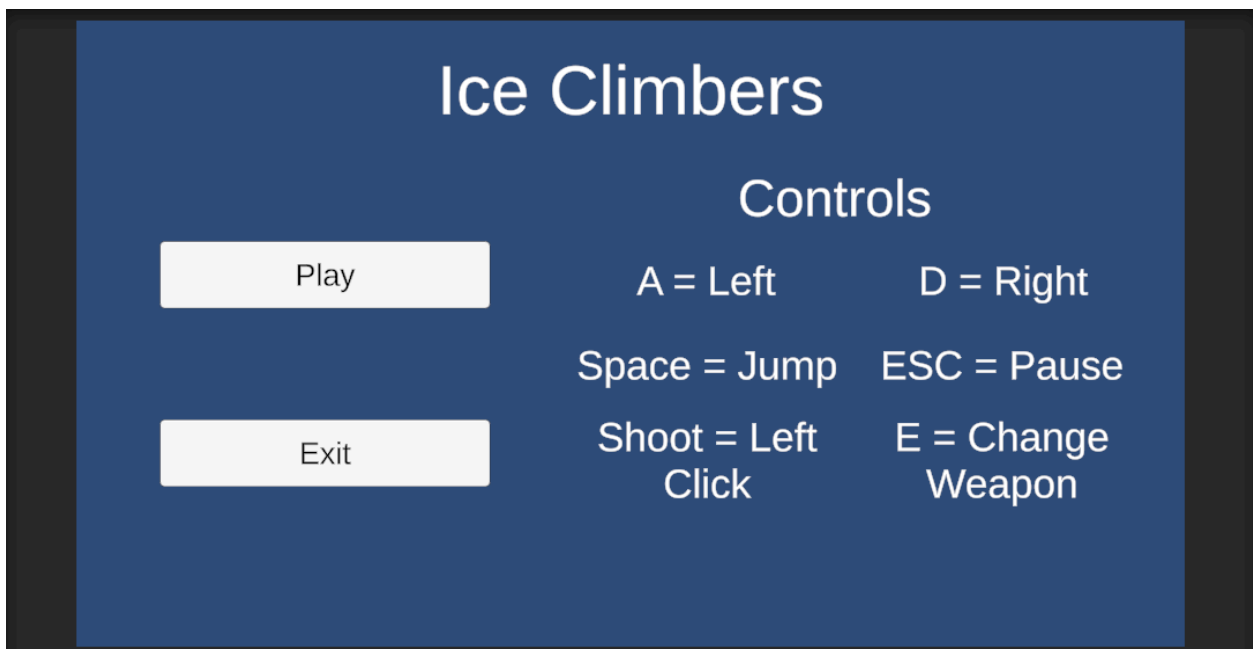 Ice Climbers
Controls
Play
A = Left
D = Right
Space = Jump
ESC = Pause
Exit
Shoot = Left
Click
E = Change
Weapon